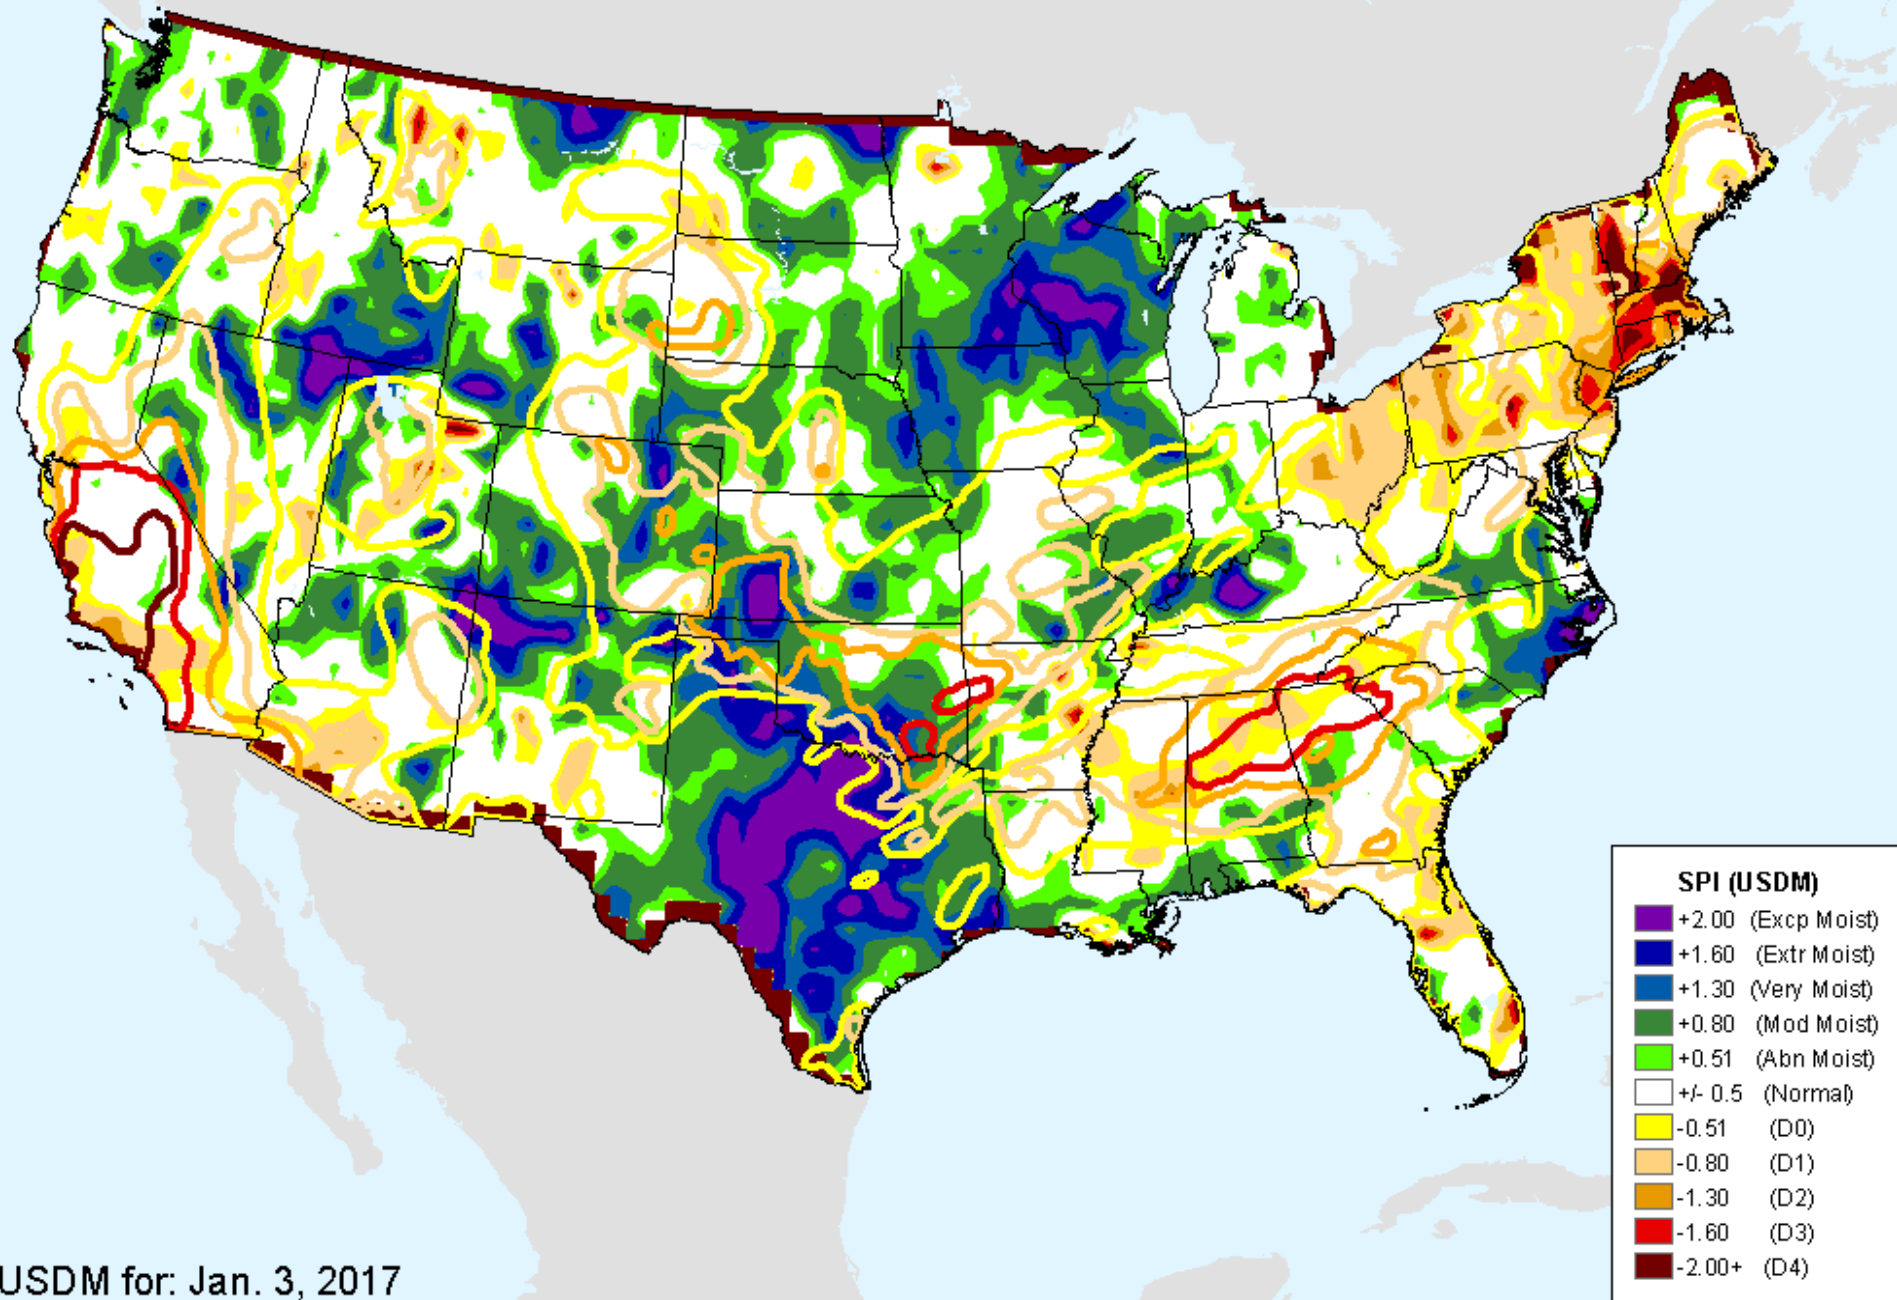 SPI (USDM)
+2.00 (Excp Moist)
+1.60 (Extr Moist)
+1.30 (Very Moist)
+0.80 (Mod Moist)
+0.51 (Abn Moist)
+/- 0.5 (Normal)
-0.51 (D0)
-0.80 (D1)
-1.30 (D2)
-1.60 (D3)
-2.00+ (D4)
USDM for: Jan. 3, 2017